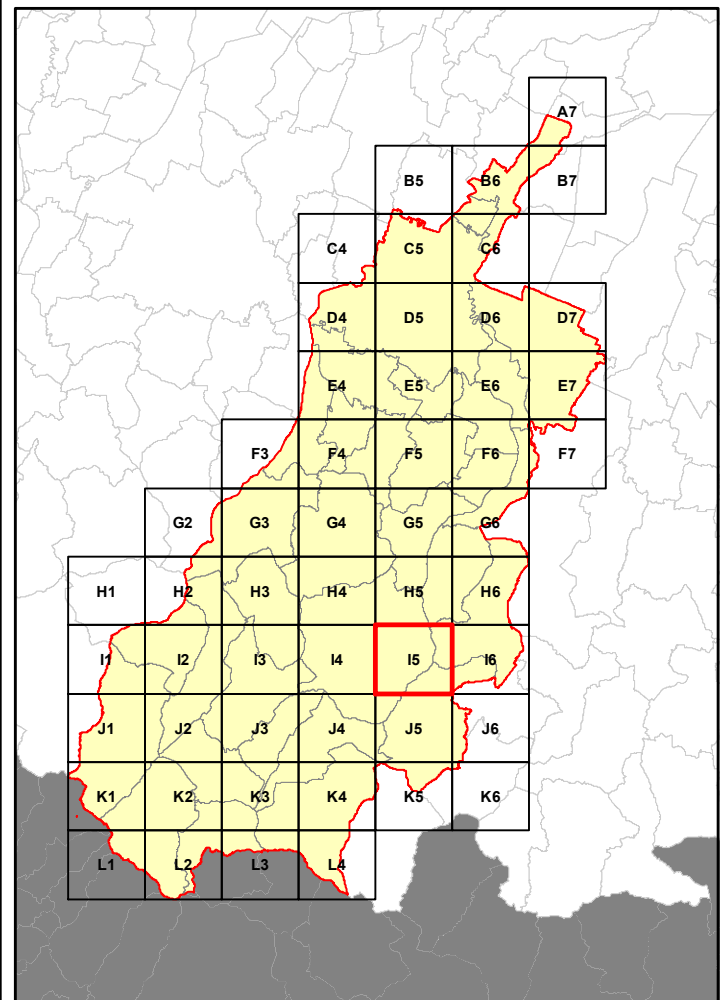 A7
B5 B6 B7
C4 C5 C6
D4 D5 D6 D7
E4 E5 E6 E7
F3 F4 F5 F6 F7
G2 G3 G4 G5 G6
H1 H2 H3 H4 H5 H6
I1 I2 I3 I4 I5 I6
J1 J2 J3 J4 J5 J6
K1 K2 K3 K4 K5 K6
L1 L2 L3 L4